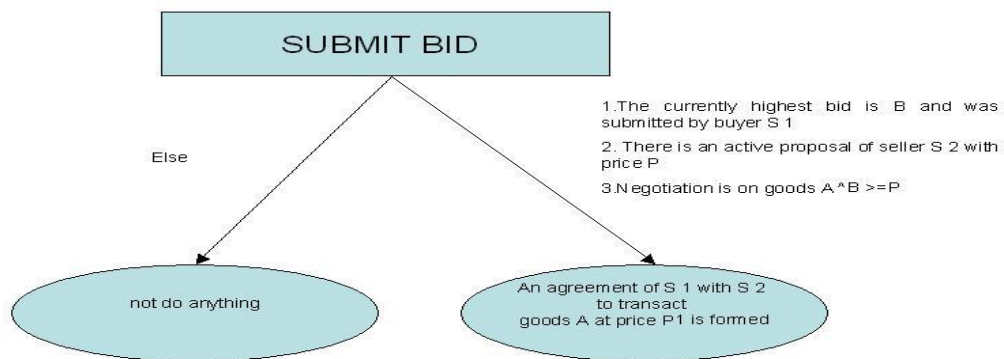 SUBMIT BID
1.The currently highest bid is B and was
submitted by buyer S 1
2. There is an active proposal of seller S 2 with
price P
3.Negotiation is on goods A^B >=P
Else
not do anything
An agreement of S 1 with S 2
to transact
goods A at price P1 is formed